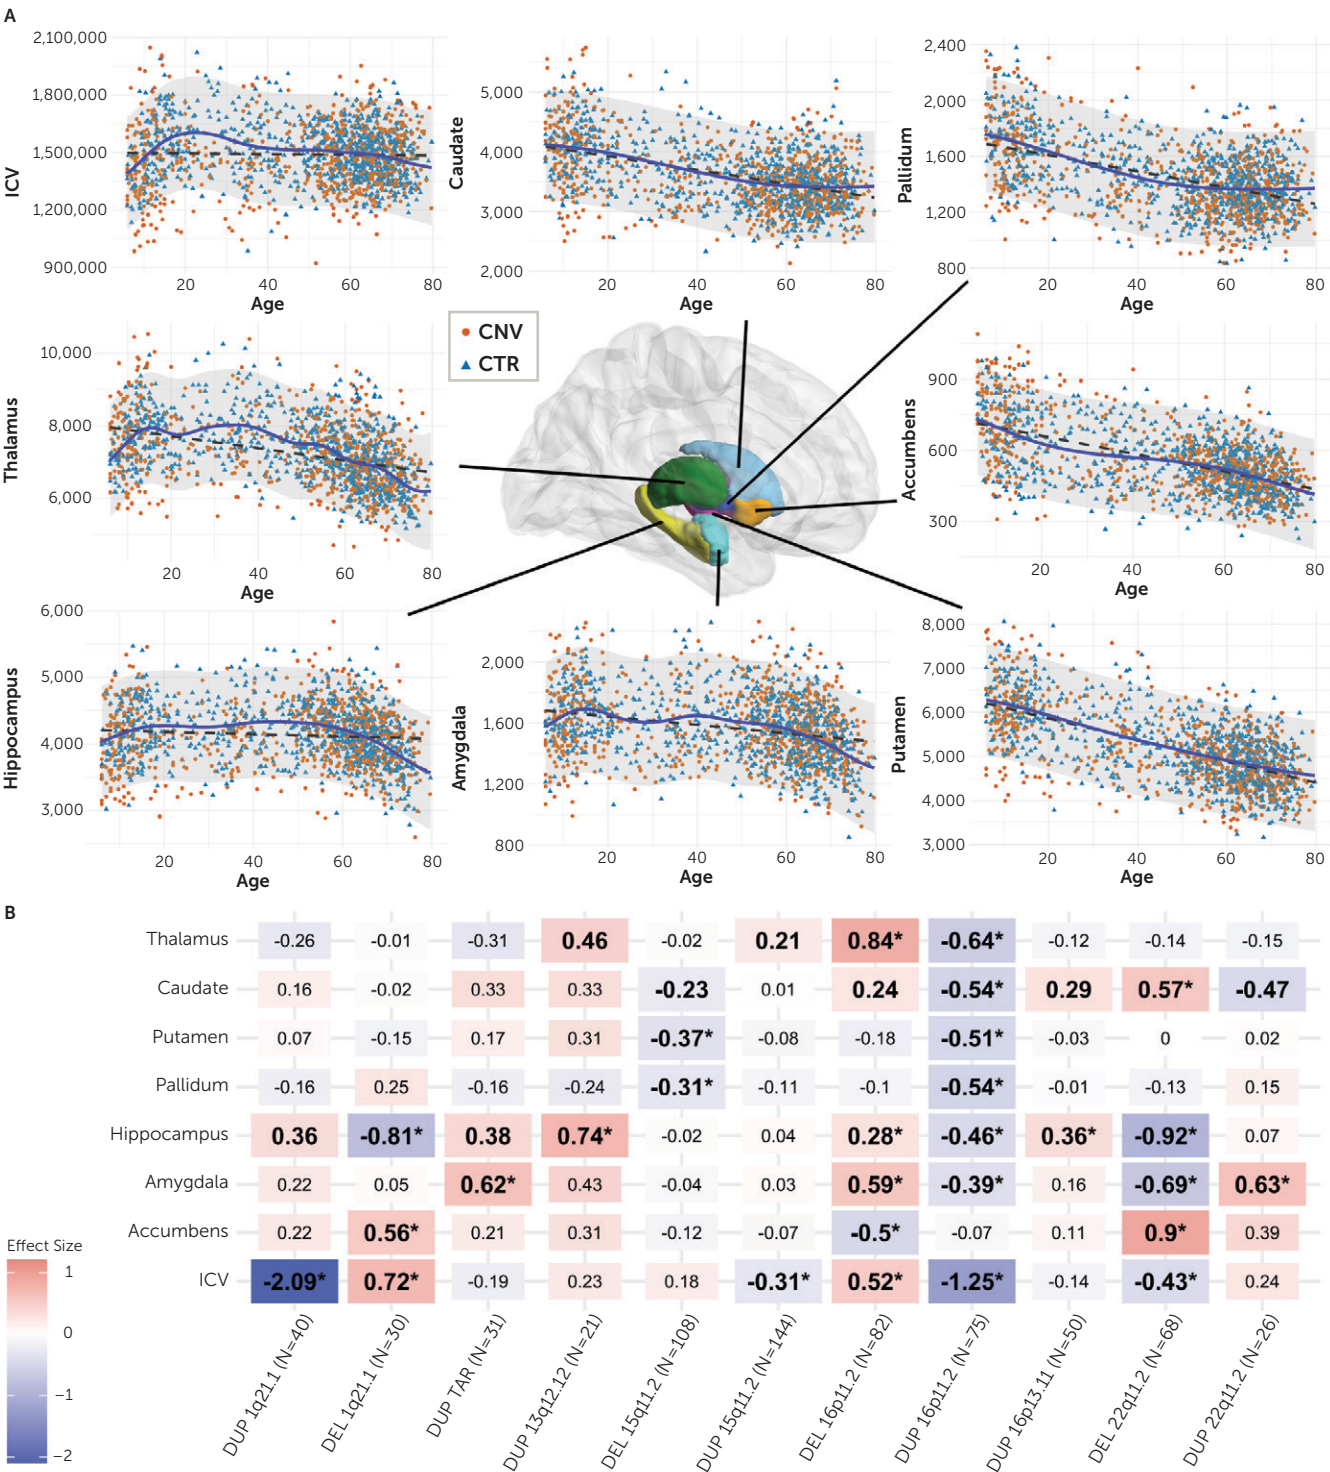 A
2,100,000
1,800,000
1,500,000
1,200,000
900,000
ICV
20 40 60 80
Age
5,000
4,000
3,000
2,000
Caudate
20 40 60 80
Age
2,400
2,000
1,600
1,200
800
Pallidum
20 40 60 80
Age
CNV
CTR
10,000
8,000
6,000
Thalamus
20 40 60 80
Age
900
600
300
Accumbens
20 40 60 80
Age
6,000
5,000
4,000
3,000
Hippocampus
20 40 60 80
Age
2,000
1,600
1,200
800
Amygdala
20 40 60 80
Age
8,000
7,000
6,000
5,000
4,000
3,000
Putamen
20 40 60 80
Age
B
Thalamus -0.26 -0.01 -0.31 0.46 -0.02 0.21 0.84* -0.64* -0.12 -0.14 -0.15
Caudate 0.16 -0.02 0.33 0.33 -0.23 0.01 0.24 -0.54* 0.29 0.57* -0.47
Putamen 0.07 -0.15 0.17 0.31 -0.37* -0.08 -0.18 -0.51* -0.03 0 0.02
Pallidum -0.16 0.25 -0.16 -0.24 -0.31* -0.11 -0.1 -0.54* -0.01 -0.13 0.15
Hippocampus 0.36 -0.81* 0.38 0.74* -0.02 0.04 0.28* -0.46* 0.36* -0.92* 0.07
Amygdala 0.22 0.05 0.62* 0.43 -0.04 0.03 0.59* -0.39* 0.16 -0.69* 0.63*
Accumbens 0.22 0.56* 0.21 0.31 -0.12 -0.07 -0.5* -0.07 0.11 0.9* 0.39
ICV -2.09* 0.72* -0.19 0.23 0.18 -0.31* 0.52* -1.25* -0.14 -0.43* 0.24
DUP 1q21.1 (N=40)
DEL 1q21.1 (N=30)
DUP TAR (N=31)
DUP 13q12.12 (N=21)
DEL 15q11.2 (N=108)
DUP 15q11.2 (N=144)
DEL 16p11.2 (N=82)
DUP 16p11.2 (N=75)
DUP 16p13.11 (N=50)
DEL 22q11.2 (N=68)
DUP 22q11.2 (N=26)
Effect Size
1
0
−1
−2